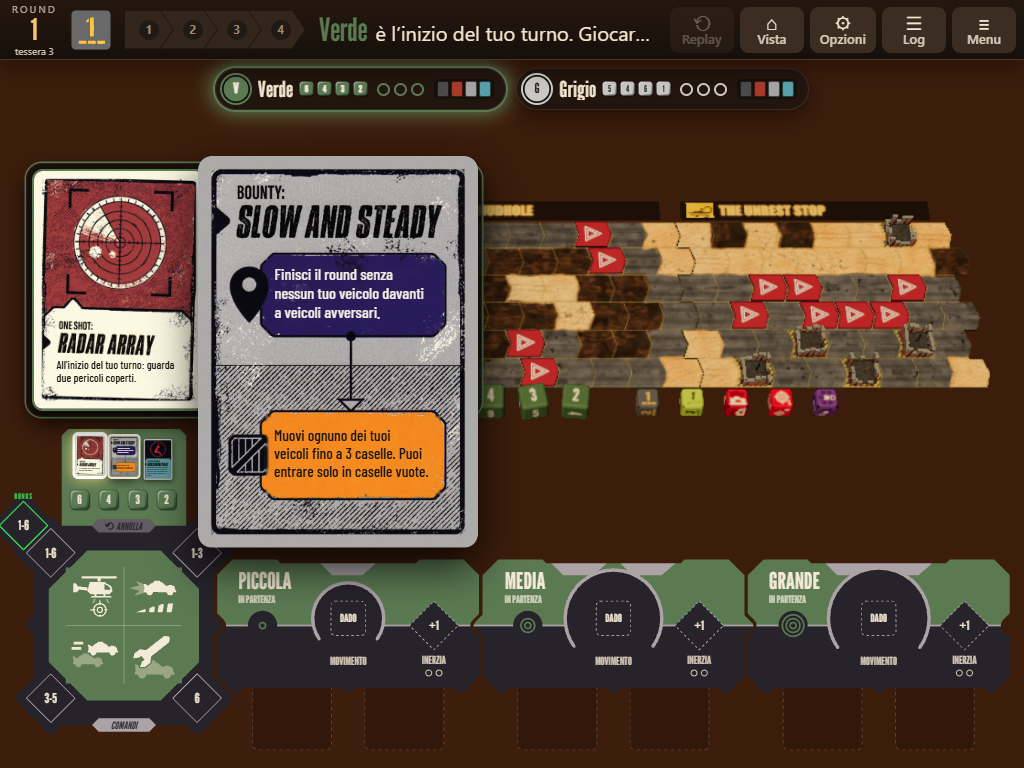 ROUND
1
tessera 3
1
1
2
3
4
Verde è l'inizio del tuo turno. Giocar...
Replay
Vista
Opzioni
Log
Menu
V
Verde
6
4
3
2
G
Grigio
5
4
6
1
THE UNREST STOP
ONE SHOT:
RADAR ARRAY
All'inizio del tuo turno: guarda
due pericoli coperti.
BOUNTY:
SLOW AND STEADY
Finisci il round senza
nessun tuo veicolo davanti
a veicoli avversari.
Muovi ognuno dei tuoi
veicoli fino a 3 caselle. Puoi
entrare solo in caselle vuote.
4
3
2
6
4
3
2
BONUS
1-6
ANNULLA
1-6
1-3
3-5
6
COMANDI
PICCOLA
IN PARTENZA
DADO
+1
MOVIMENTO
INERZIA
MEDIA
IN PARTENZA
DADO
+1
MOVIMENTO
INERZIA
GRANDE
IN PARTENZA
DADO
+1
MOVIMENTO
INERZIA